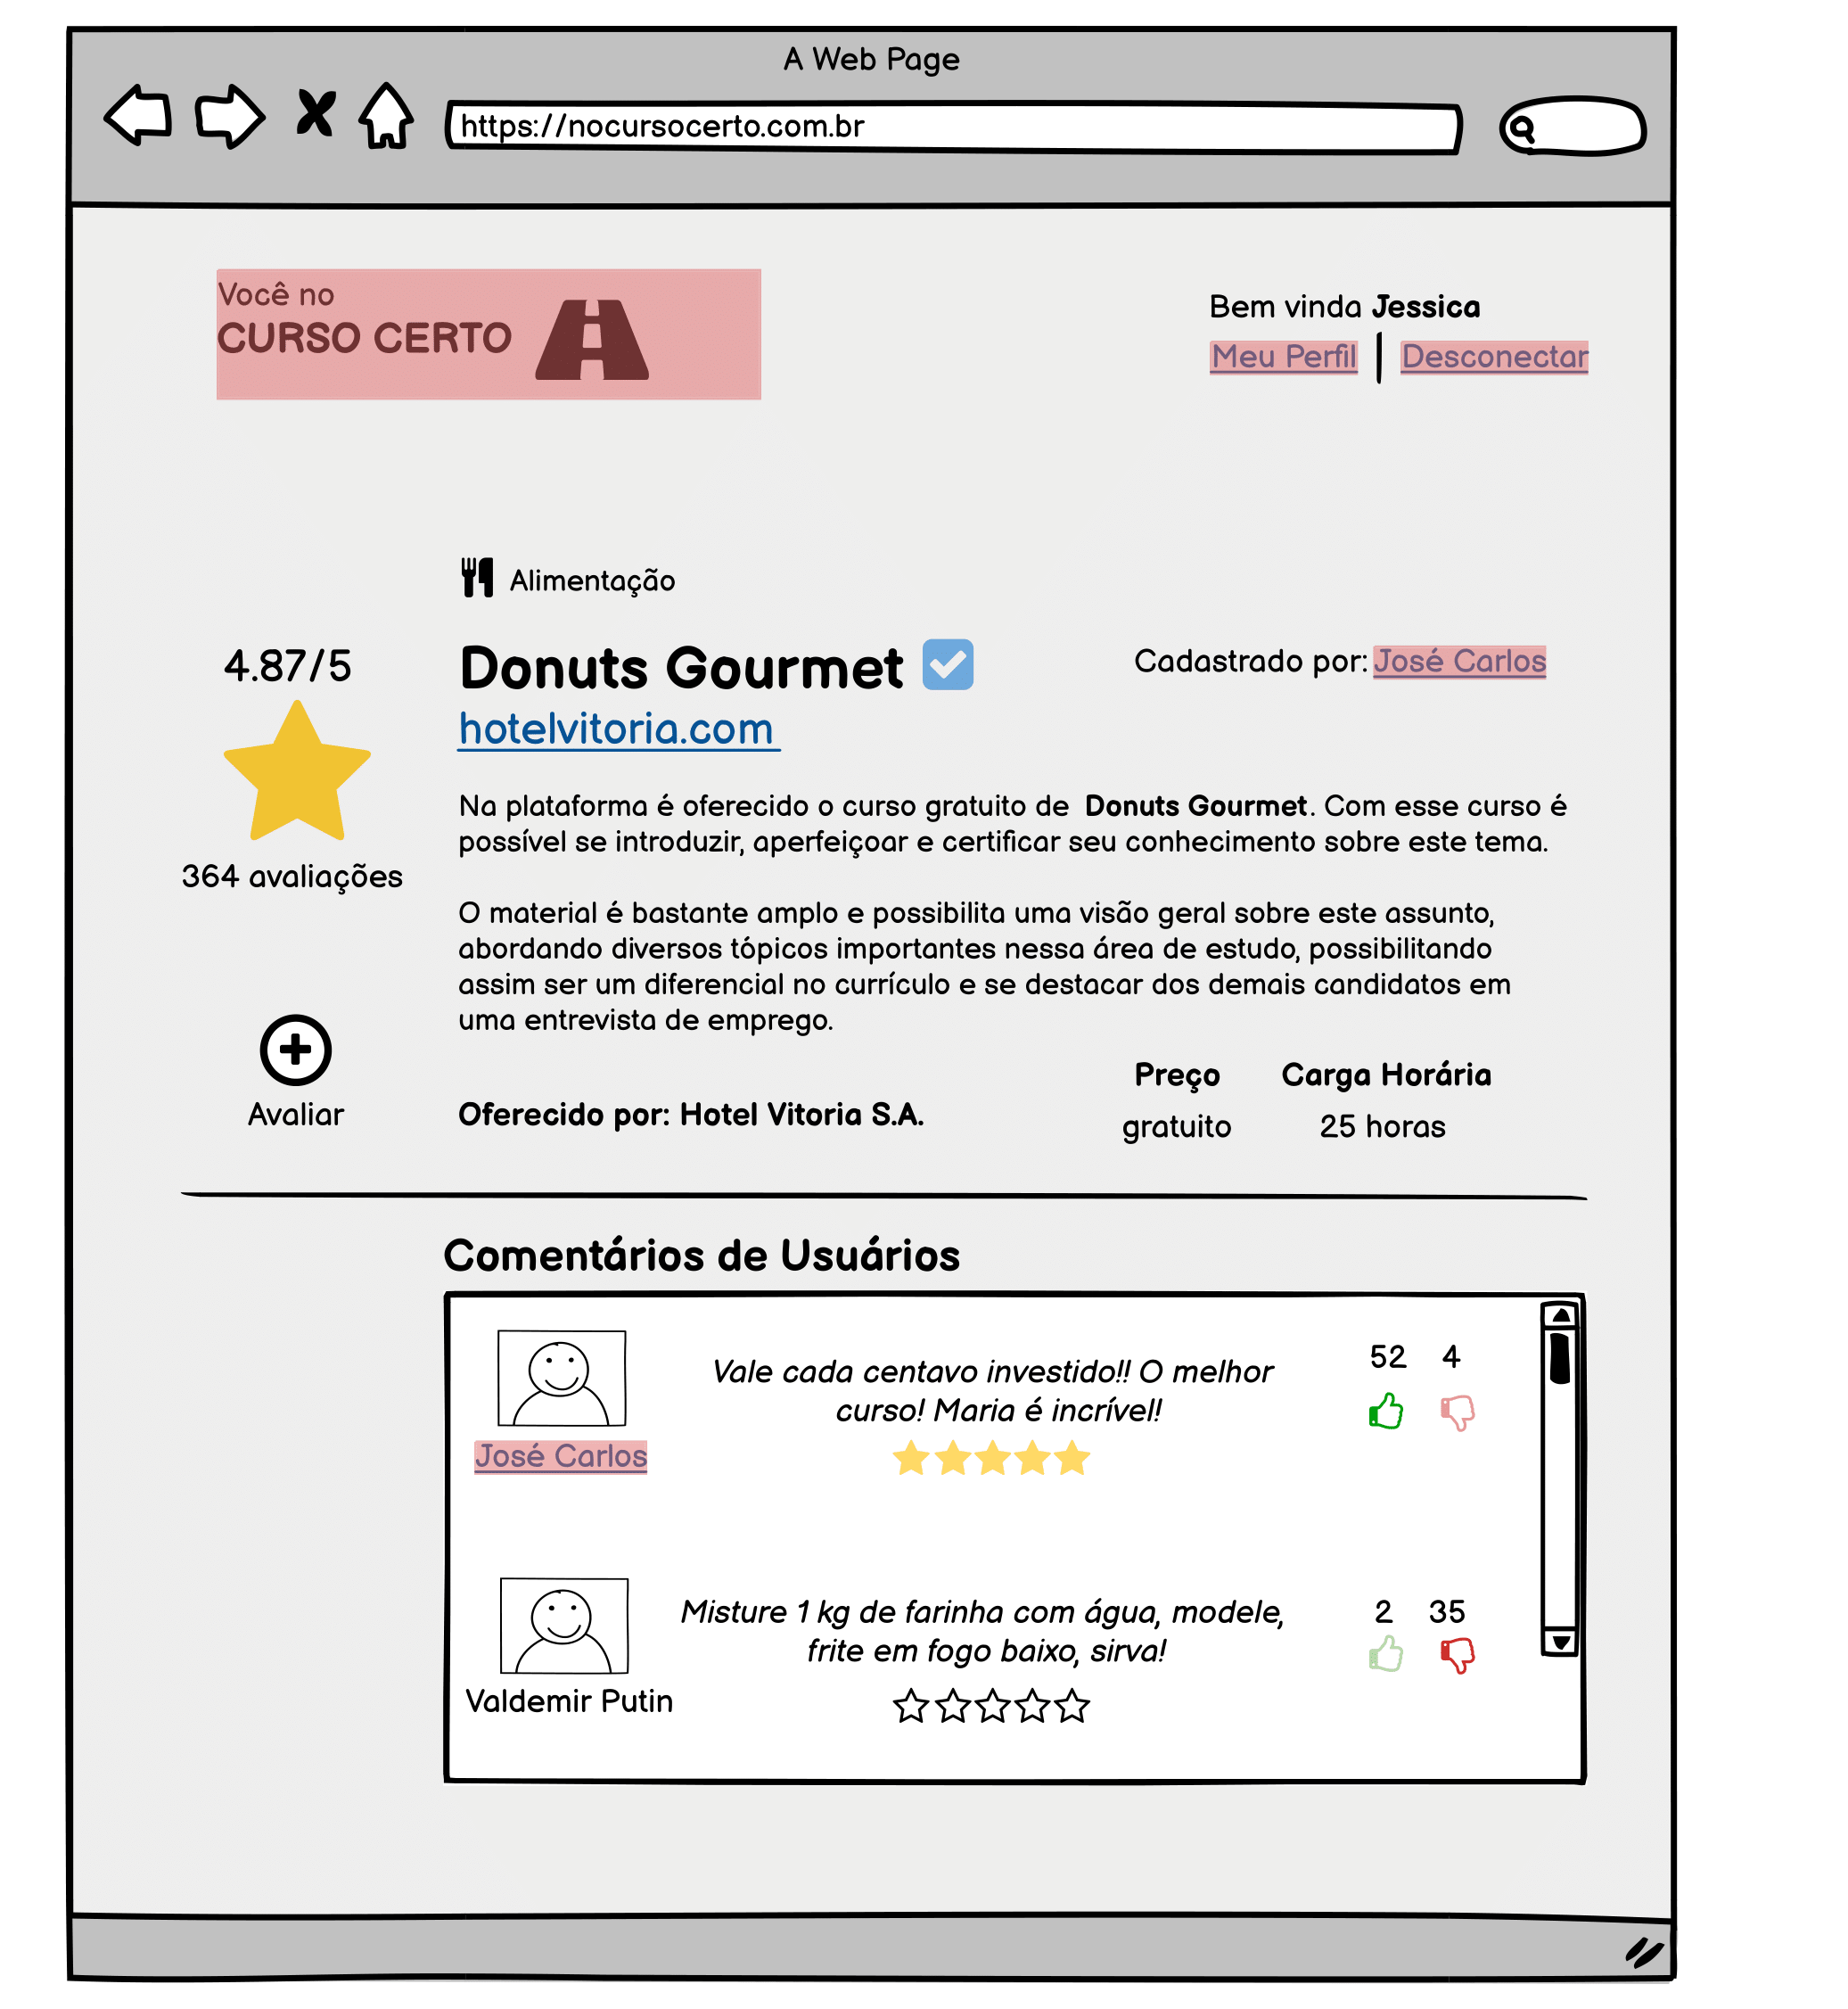 A Web Page
https://nocursocerto.com.br
Você no
CURSO CERTO
Bem vinda Jessica
Meu Perfil
Desconectar
Alimentação
4.87/5
Donuts Gourmet
Cadastrado por: José Carlos
hotelvitoria.com
Na plataforma é oferecido o curso gratuito de Donuts Gourmet. Com esse curso é
possível se introduzir, aperfeiçoar e certificar seu conhecimento sobre este tema.
364 avaliações
O material é bastante amplo e possibilita uma visão geral sobre este assunto,
abordando diversos tópicos importantes nessa área de estudo, possibilitando
assim ser um diferencial no currículo e se destacar dos demais candidatos em
uma entrevista de emprego.
Avaliar
Oferecido por: Hotel Vitoria S.A.
Preço
Carga Horária
gratuito
25 horas
Comentários de Usuários
Vale cada centavo investido!! O melhor
curso! Maria é incrível!
52 4
José Carlos
Misture 1 kg de farinha com água, modele,
frite em fogo baixo, sirva!
2 35
Valdemir Putin